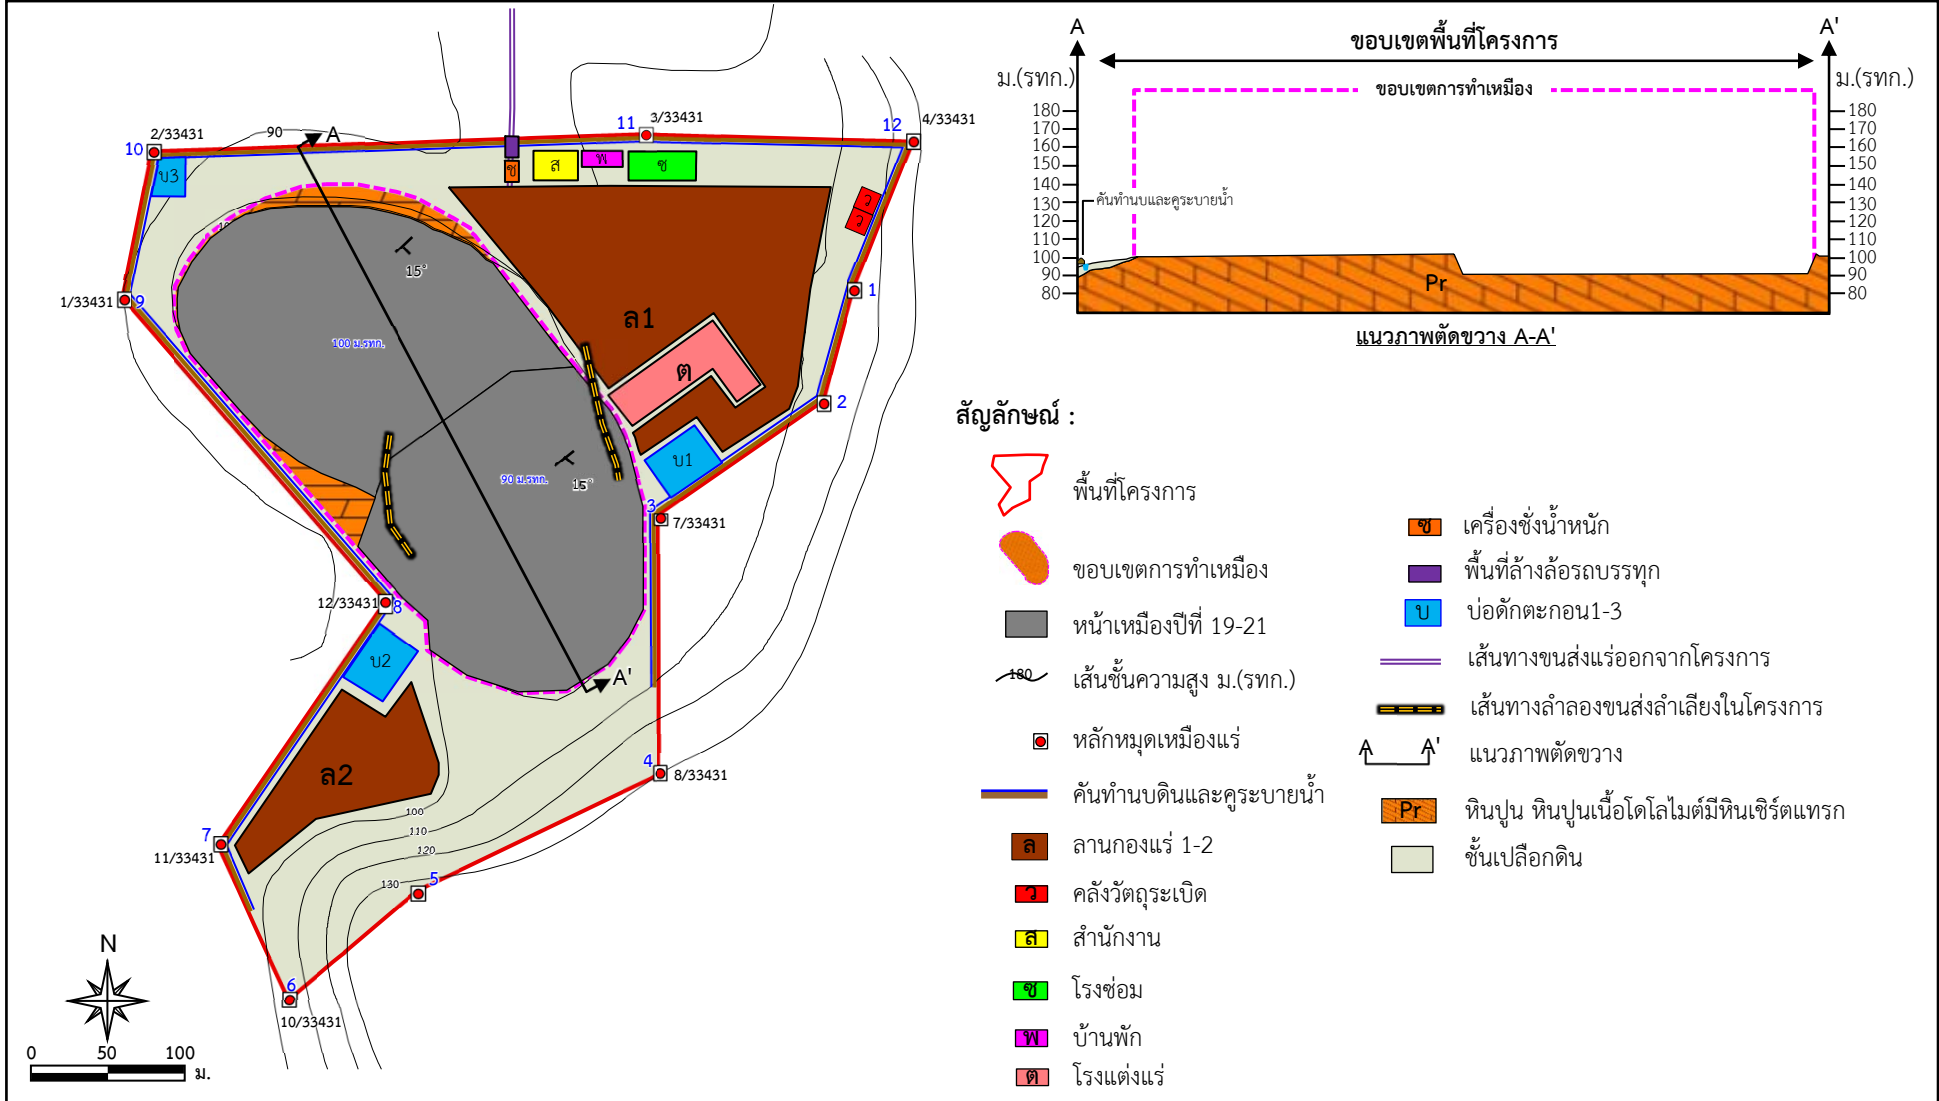 2/33431
90
A
11
3/33431
12
4/33431
10
บ3
ช
ส
พ
ช
ว
ว
15°
1/33431
9
1
ล1
100 ม.รทก.
ต
2
บ1
90 ม.รทก.
15°
3
7/33431
12/33431
8
บ2
A'
ล2
4
8/33431
100
110
120
130
5
7
11/33431
6
10/33431
N
0 50 100
ม.
A
A'
ขอบเขตพื้นที่โครงการ
ม.(รทก.)
ม.(รทก.)
ขอบเขตการทำเหมือง
180 180
170 170
160 160
150 150
140 140
130 130
คันทำนบและคูระบายน้ำ
120 120
110 110
100 100
90 90
80 80
Pr
แนวภาพตัดขวาง A-A'
สัญลักษณ์ :
พื้นที่โครงการ
ขอบเขตการทำเหมือง
หน้าเหมืองปีที่ 19-21
180 เส้นชั้นความสูง ม.(รทก.)
หลักหมุดเหมืองแร่
คันทำนบดินและคูระบายน้ำ
ล ลานกองแร่ 1-2
ว คลังวัตถุระเบิด
ส สำนักงาน
ซ โรงซ่อม
พ บ้านพัก
ต โรงแต่งแร่
ช เครื่องชั่งน้ำหนัก
พื้นที่ล้างล้อรถบรรทุก
บ บ่อดักตะกอน1-3
เส้นทางขนส่งแร่ออกจากโครงการ
เส้นทางลำลองขนส่งลำเลียงในโครงการ
A A' แนวภาพตัดขวาง
Pr หินปูน หินปูนเนื้อโดโลไมต์มีหินเชิร์ตแทรก
ชั้นเปลือกดิน